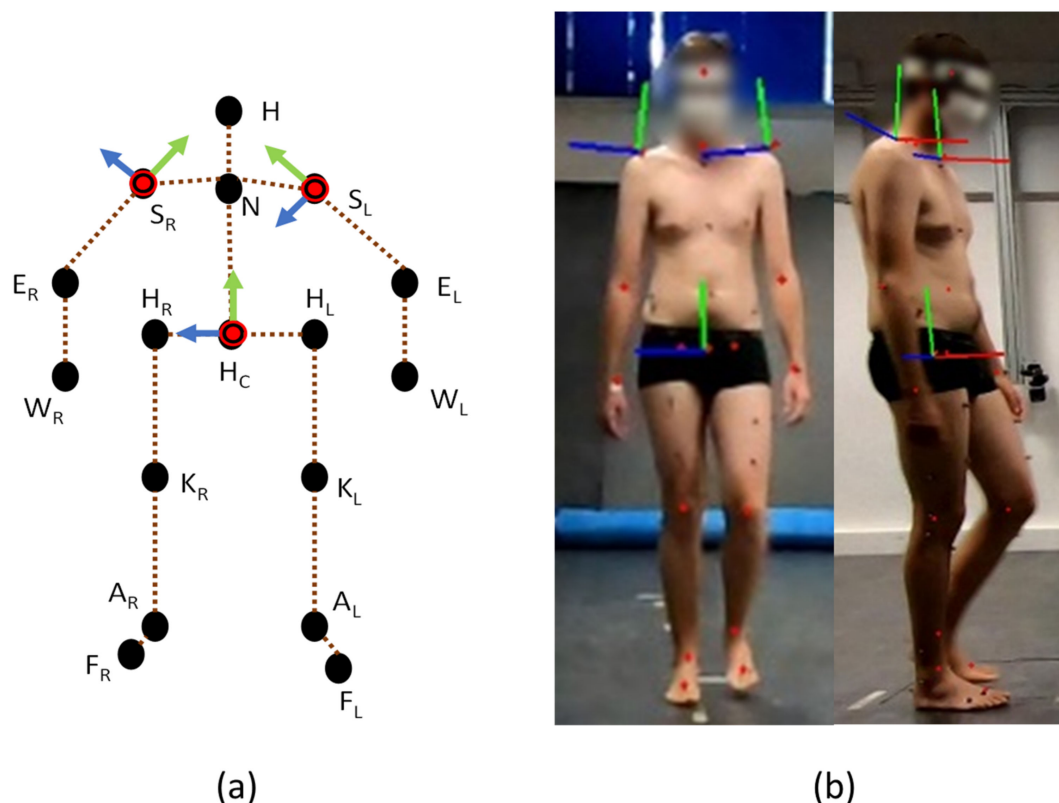 H
S_R
N
S_L
E_R
H_R
H_L
E_L
H_C
W_R
W_L
K_R
K_L
A_R
A_L
F_R
F_L
(a)
(b)